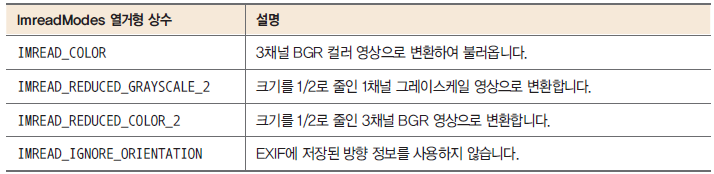 ImreadModes 열거형 상수 설명
IMREAD_COLOR 3채널 BGR 컬러 영상으로 변환하여 불러옵니다.
IMREAD_REDUCED_GRAYSCALE_2 크기를 1/2로 줄인 1채널 그레이스케일 영상으로 변환합니다.
IMREAD_REDUCED_COLOR_2 크기를 1/2로 줄인 3채널 BGR 영상으로 변환합니다.
IMREAD_IGNORE_ORIENTATION EXIF에 저장된 방향 정보를 사용하지 않습니다.